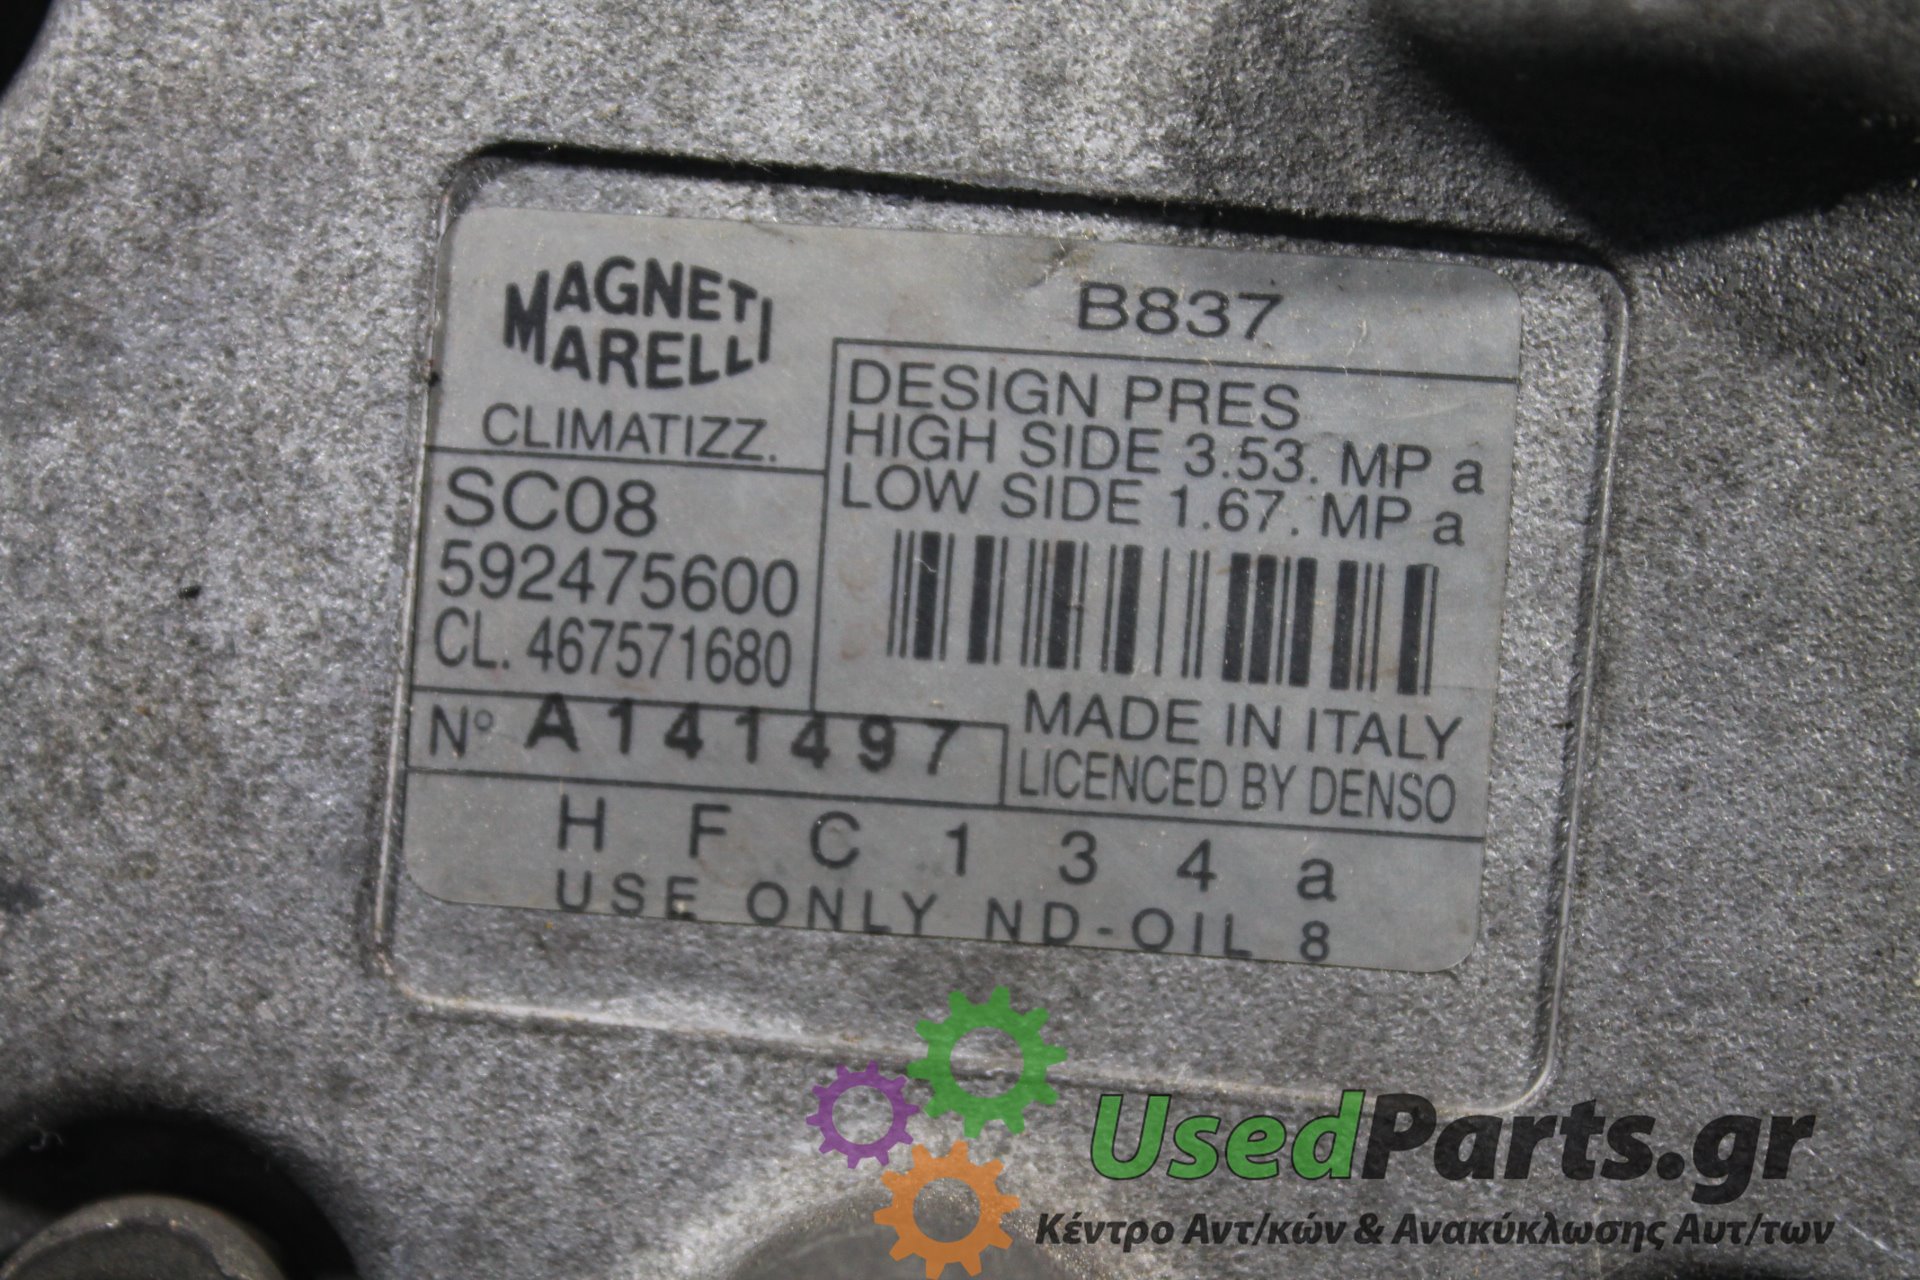 MAGNETI
MARELLI
CLIMATIZZ.
B837
SC08
592475600
CL. 467571680
DESIGN PRES
HIGH SIDE 3.53. MP a
LOW SIDE 1.67. MP a
N° A141497
MADE IN ITALY
LICENCED BY DENSO
H F C 1 3 4 a
USE ONLY ND-OIL 8
UsedParts.gr
Κέντρο Αντ/κών & Ανακύκλωσης Αυτ/των